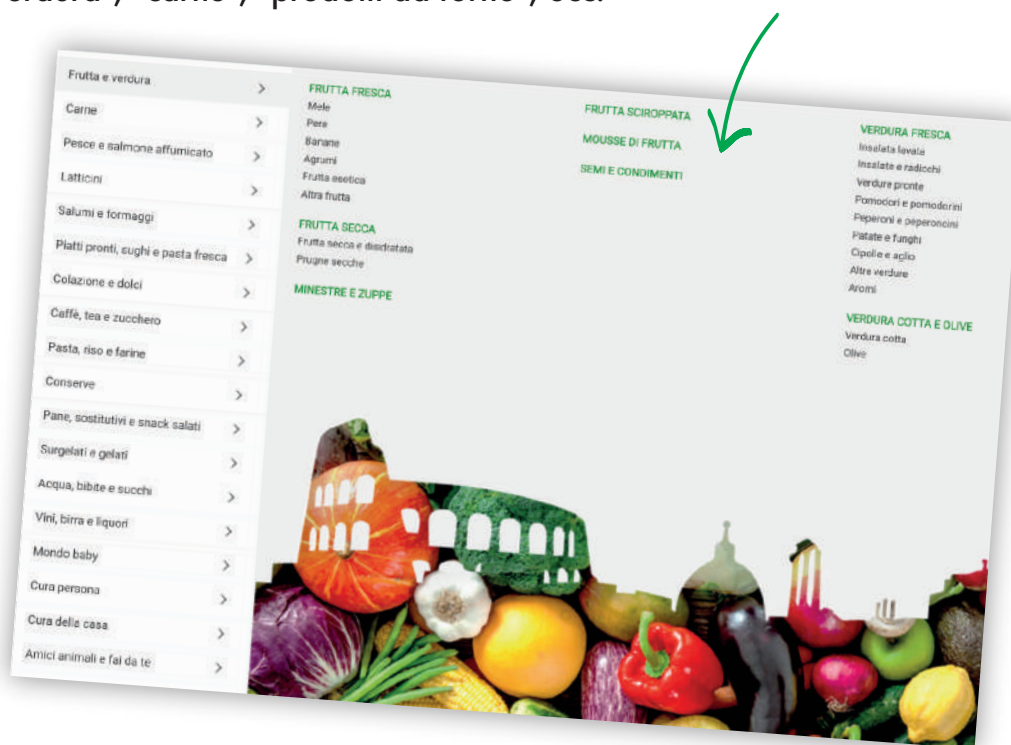 erdura", "carne", "prodotti da forno", ecc.
Frutta e verdura
Carne
Pesce e salmone affumicato
Latticini
Salumi e formaggi
Piatti pronti, sughi e pasta fresca
Colazione e dolci
Caffè, tea e zucchero
Pasta, riso e farine
Conserve
Pane, sostitutivi e snack salati
Surgelati e gelati
Acqua, bibite e succhi
Vini, birra e liquori
Mondo baby
Cura persona
Cura della casa
Amici animali e fai da te
FRUTTA FRESCA
Mele
Pere
Banane
Agrumi
Frutta esotica
Altra frutta
FRUTTA SECCA
Frutta secca e disidratata
Prugne secche
MINESTRE E ZUPPE
FRUTTA SCIROPPATA
MOUSSE DI FRUTTA
SEMI E CONDIMENTI
VERDURA FRESCA
Insalata lavata
Insalate e radicchi
Verdure pronte
Pomodori e pomodorini
Peperoni e peperoncini
Patate e funghi
Cipolle e aglio
Altre verdure
Aromi
VERDURA COTTA E OLIVE
Verdura cotta
Olive